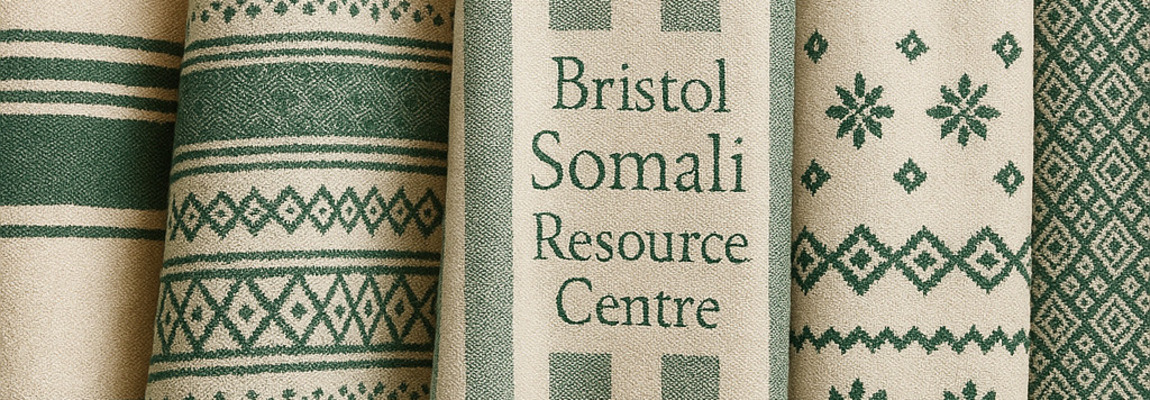 Bristol
Somali
Resource
Centre